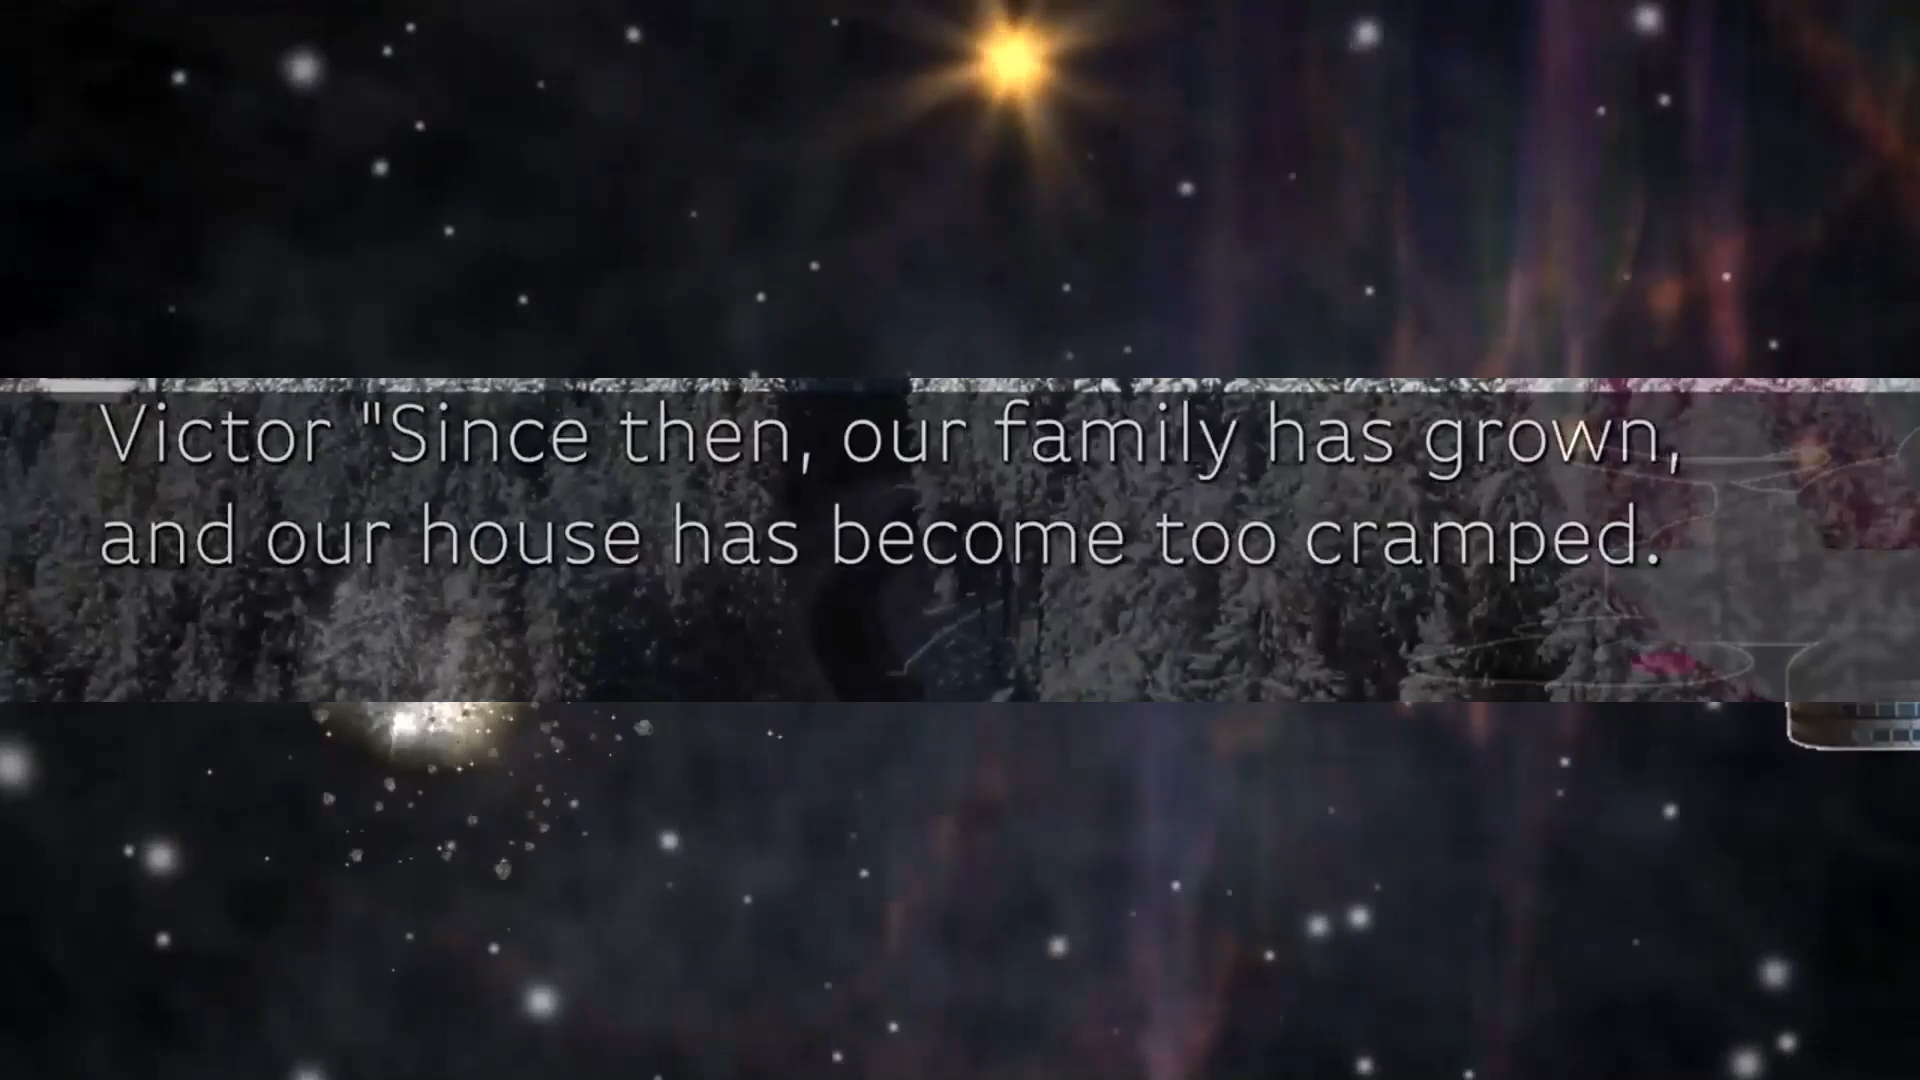 Victor "Since then, our family has grown,
and our house has become too cramped.